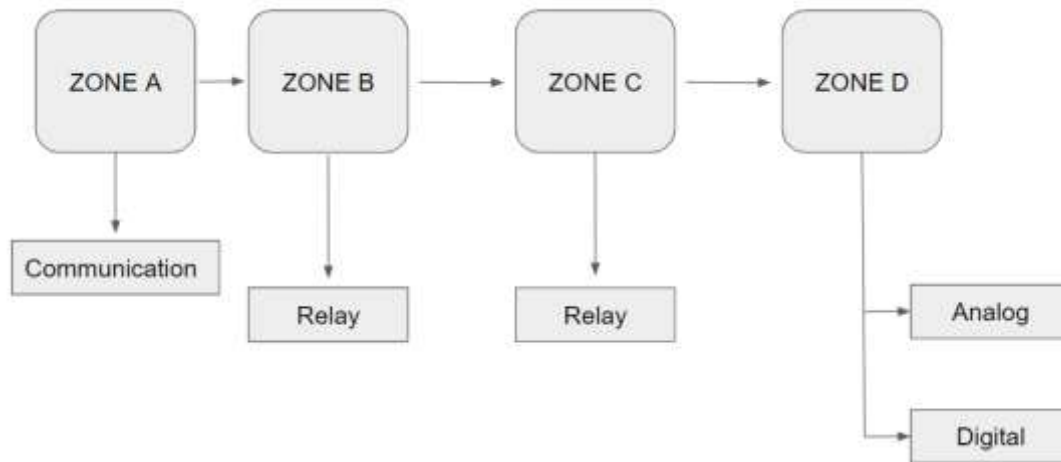 ZONE A
ZONE B
ZONE C
ZONE D
Communication
Relay
Relay
Analog
Digital